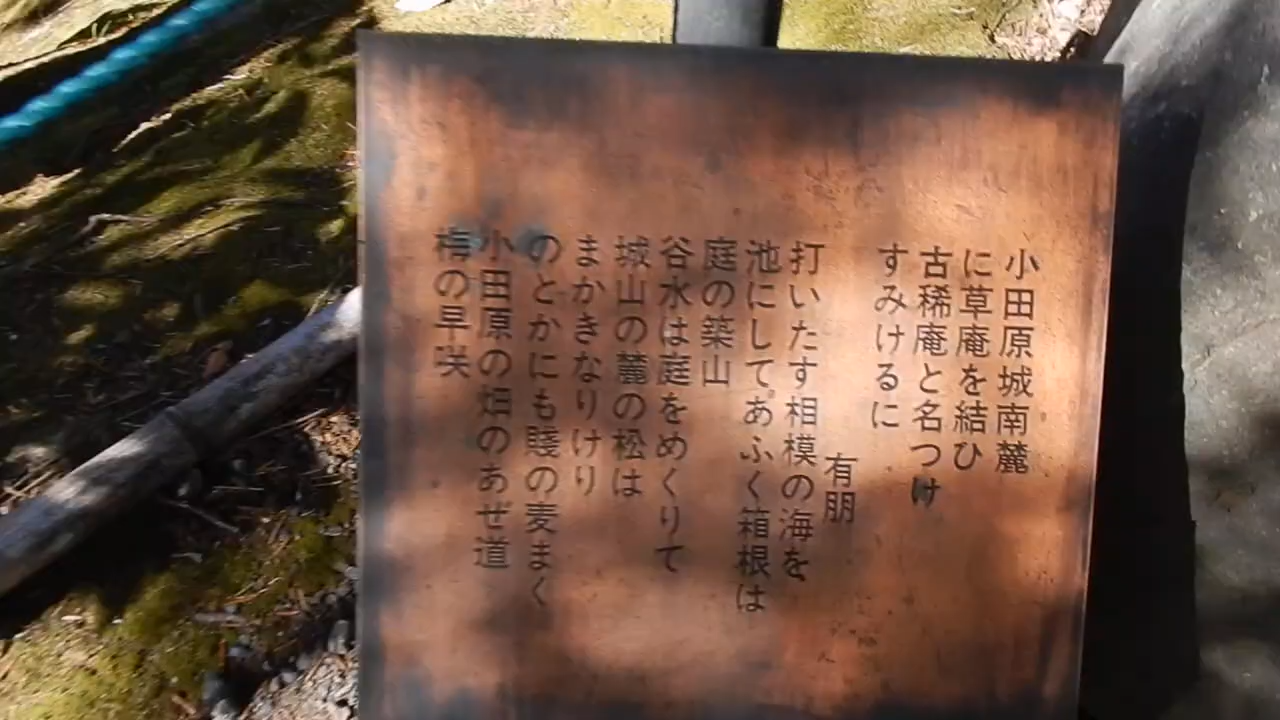 小田原城南麓
に草庵を結ひ
古稀庵と名つけ
すみけるに
有朋
打いたす相模の海を
池にしてあふく箱根は
庭の築山
谷水は庭をめくりて
城山の麓の松は
まかきなりけり
のとかにも賤の麦まく
小田原の畑のあぜ道
梅の早咲